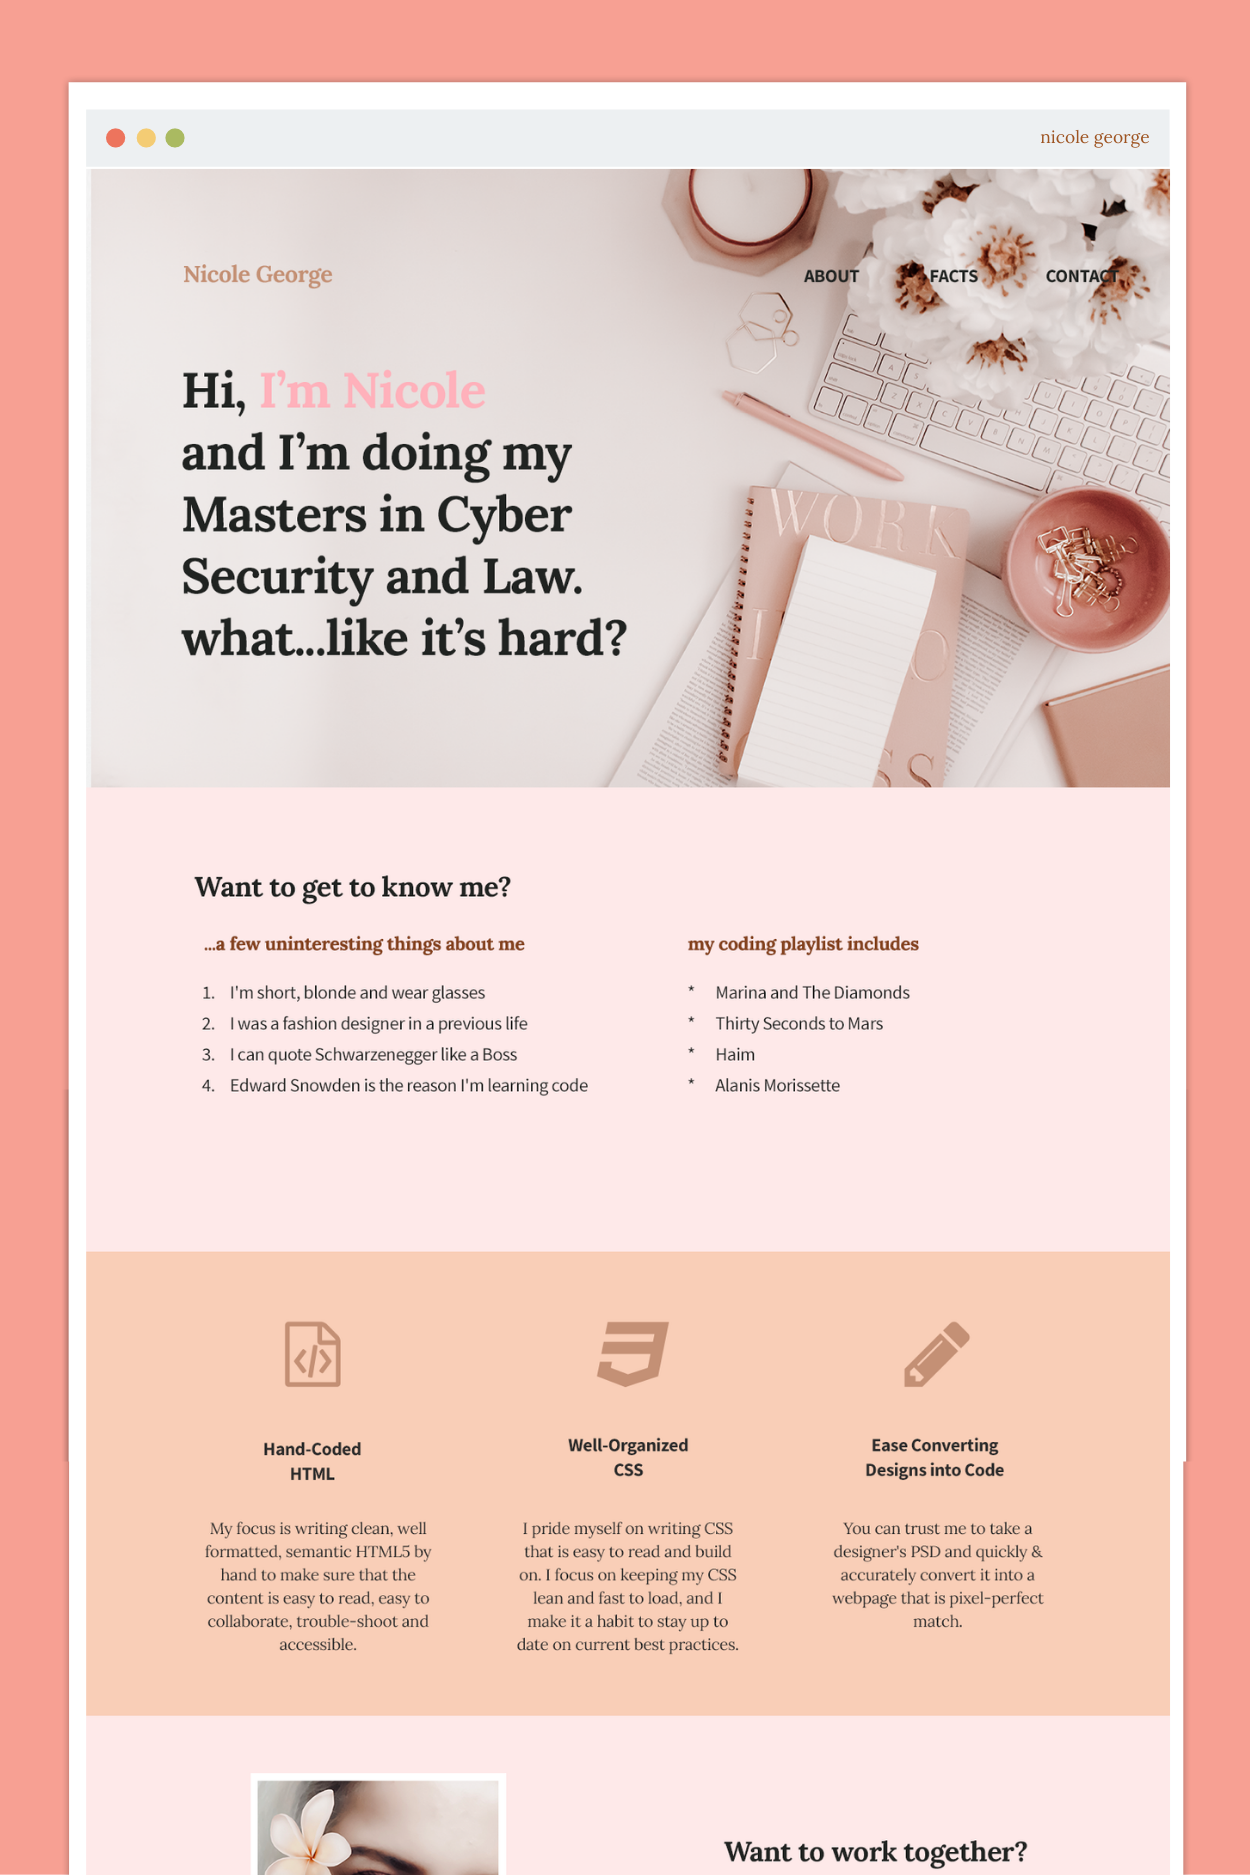 nicole george
Nicole George
ABOUT FACTS CONTACT
Hi, I'm Nicole
and I'm doing my
Masters in Cyber
Security and Law.
what...like it's hard?
WORK
Want to get to know me?
...a few uninteresting things about me
1. I'm short, blonde and wear glasses
2. I was a fashion designer in a previous life
3. I can quote Schwarzenegger like a Boss
4. Edward Snowden is the reason I'm learning code
my coding playlist includes
* Marina and The Diamonds
* Thirty Seconds to Mars
* Haim
* Alanis Morissette
Hand-Coded
HTML
My focus is writing clean, well
formatted, semantic HTML5 by
hand to make sure that the
content is easy to read, easy to
collaborate, trouble-shoot and
accessible.
Well-Organized
CSS
I pride myself on writing CSS
that is easy to read and build
on. I focus on keeping my CSS
lean and fast to load, and I
make it a habit to stay up to
date on current best practices.
Ease Converting
Designs into Code
You can trust me to take a
designer's PSD and quickly &
accurately convert it into a
webpage that is pixel-perfect
match.
Want to work together?